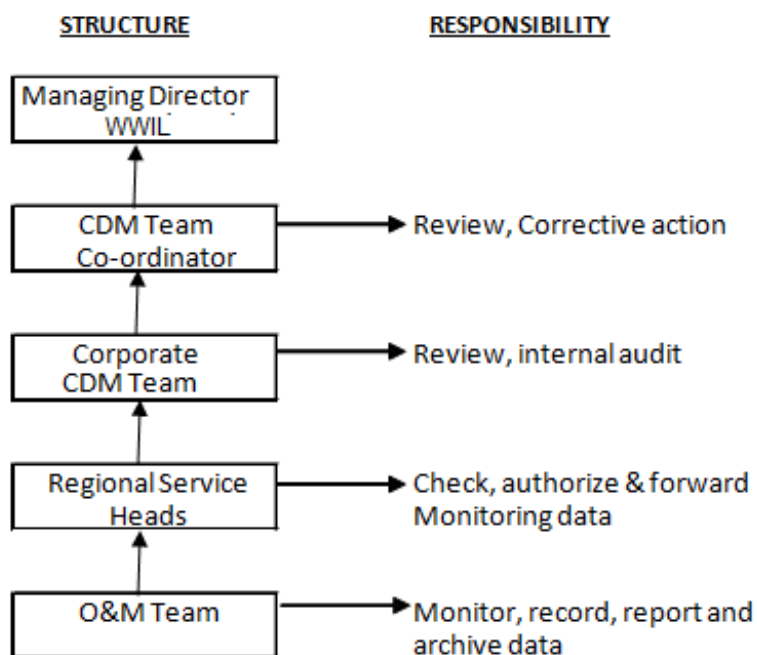 STRUCTURE
RESPONSIBILITY
Managing Director
WWIL
CDM Team
Co-ordinator
Review, Corrective action
Corporate
CDM Team
Review, internal audit
Regional Service
Heads
Check, authorize & forward
Monitoring data
O&M Team
Monitor, record, report and
archive data